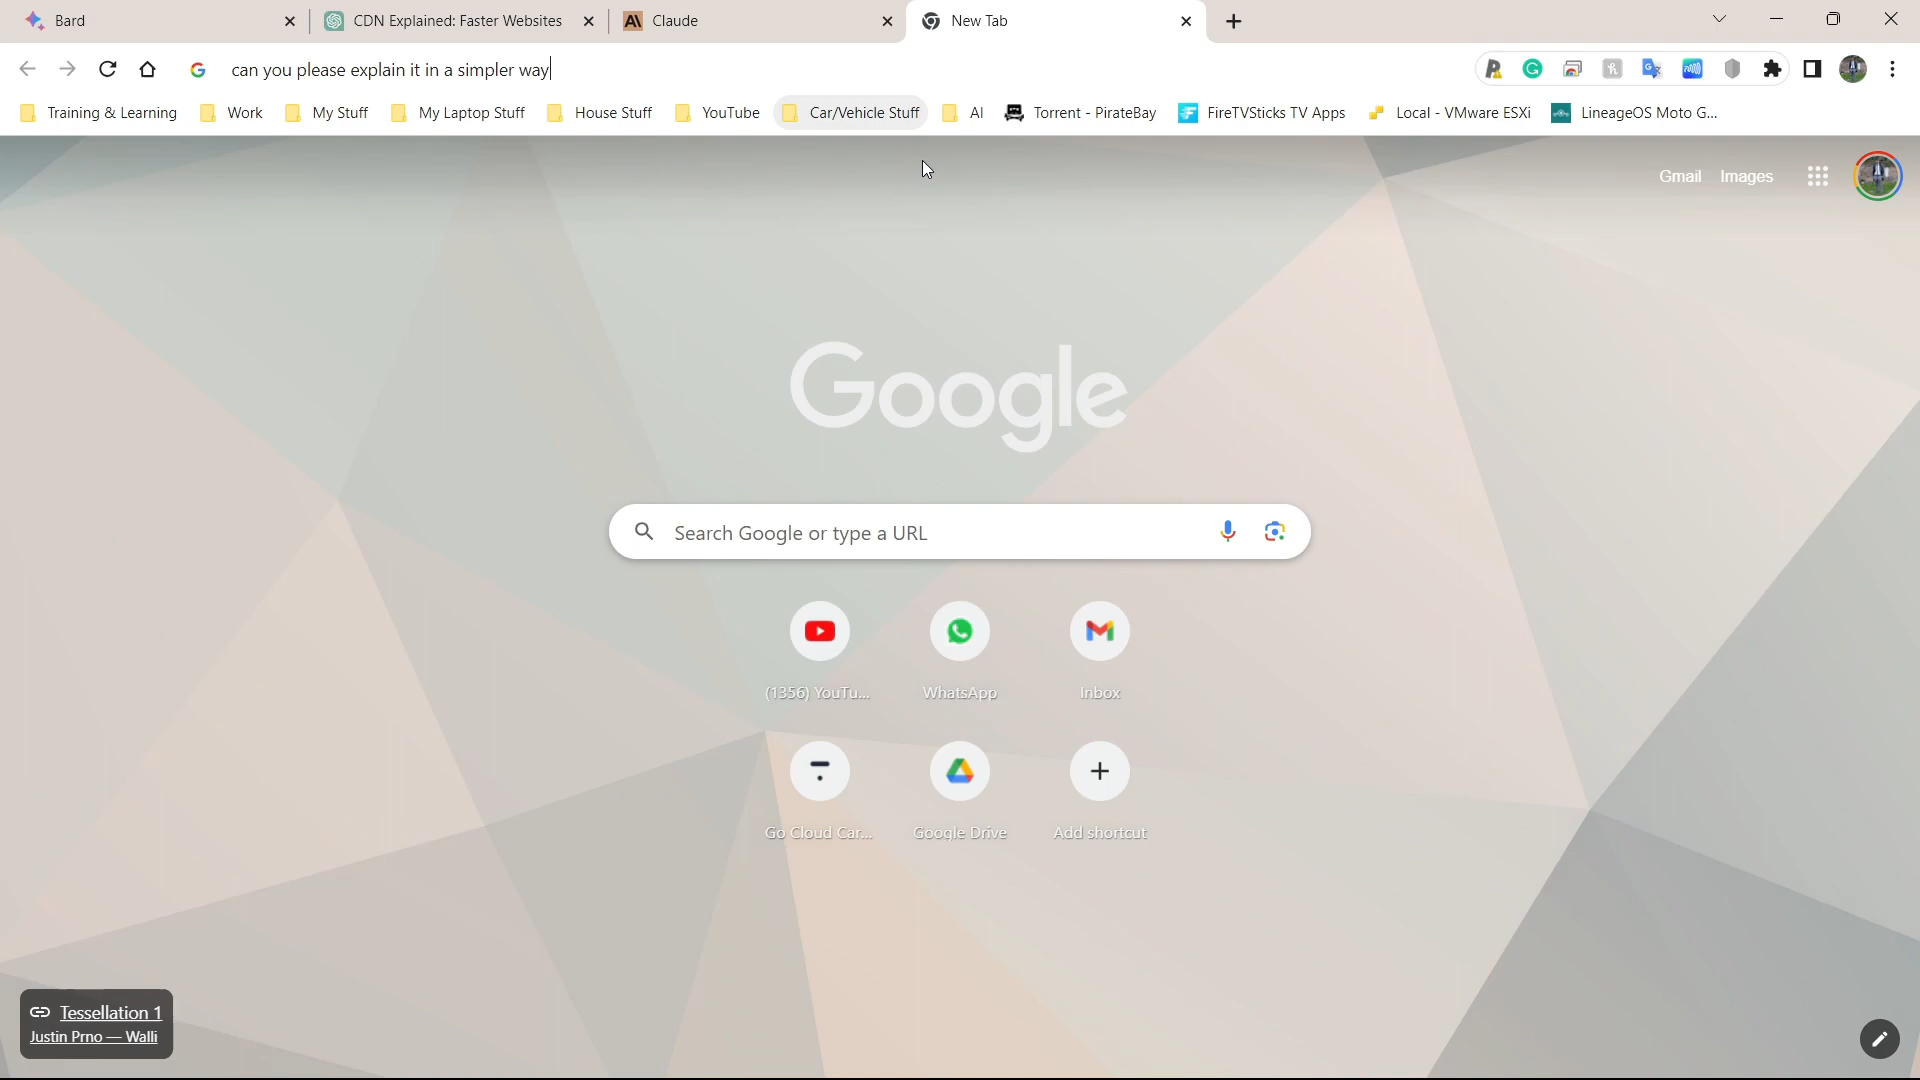 Bard
CDN Explained: Faster Websites
Claude
New Tab
can you please explain it in a simpler way
Training & Learning
Work
My Stuff
My Laptop Stuff
House Stuff
YouTube
Car/Vehicle Stuff
AI
Torrent - PirateBay
FireTVSticks TV Apps
Local - VMware ESXi
LineageOS Moto G...
Gmail
Images
Google
Search Google or type a URL
(1356) YouTu...
WhatsApp
Inbox
Go Cloud Car...
Google Drive
Add shortcut
Tessellation 1
Justin Prno — Walli